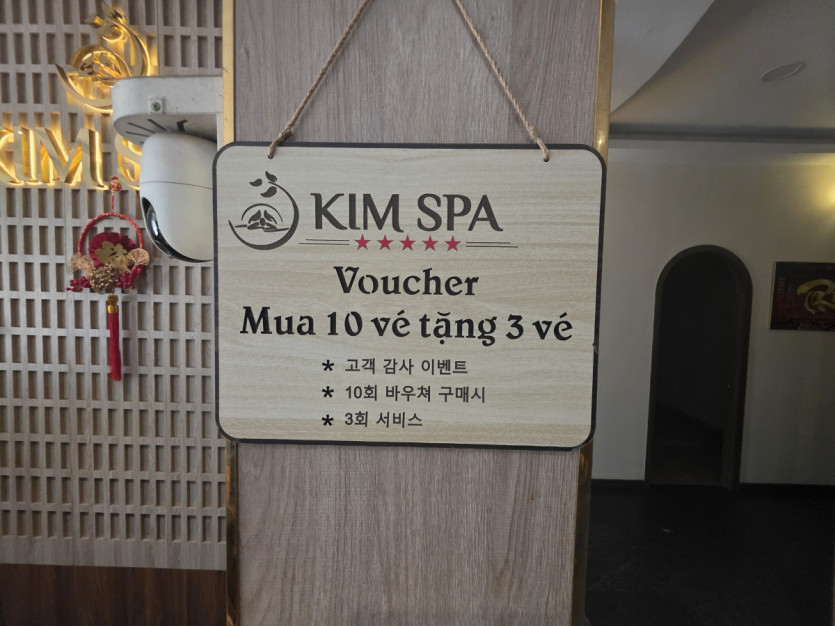 KIM S
KIM SPA
Voucher
Mua 10 vé tặng 3 vé
* 고객 감사 이벤트
* 10회 바우쳐 구매시
* 3회 서비스